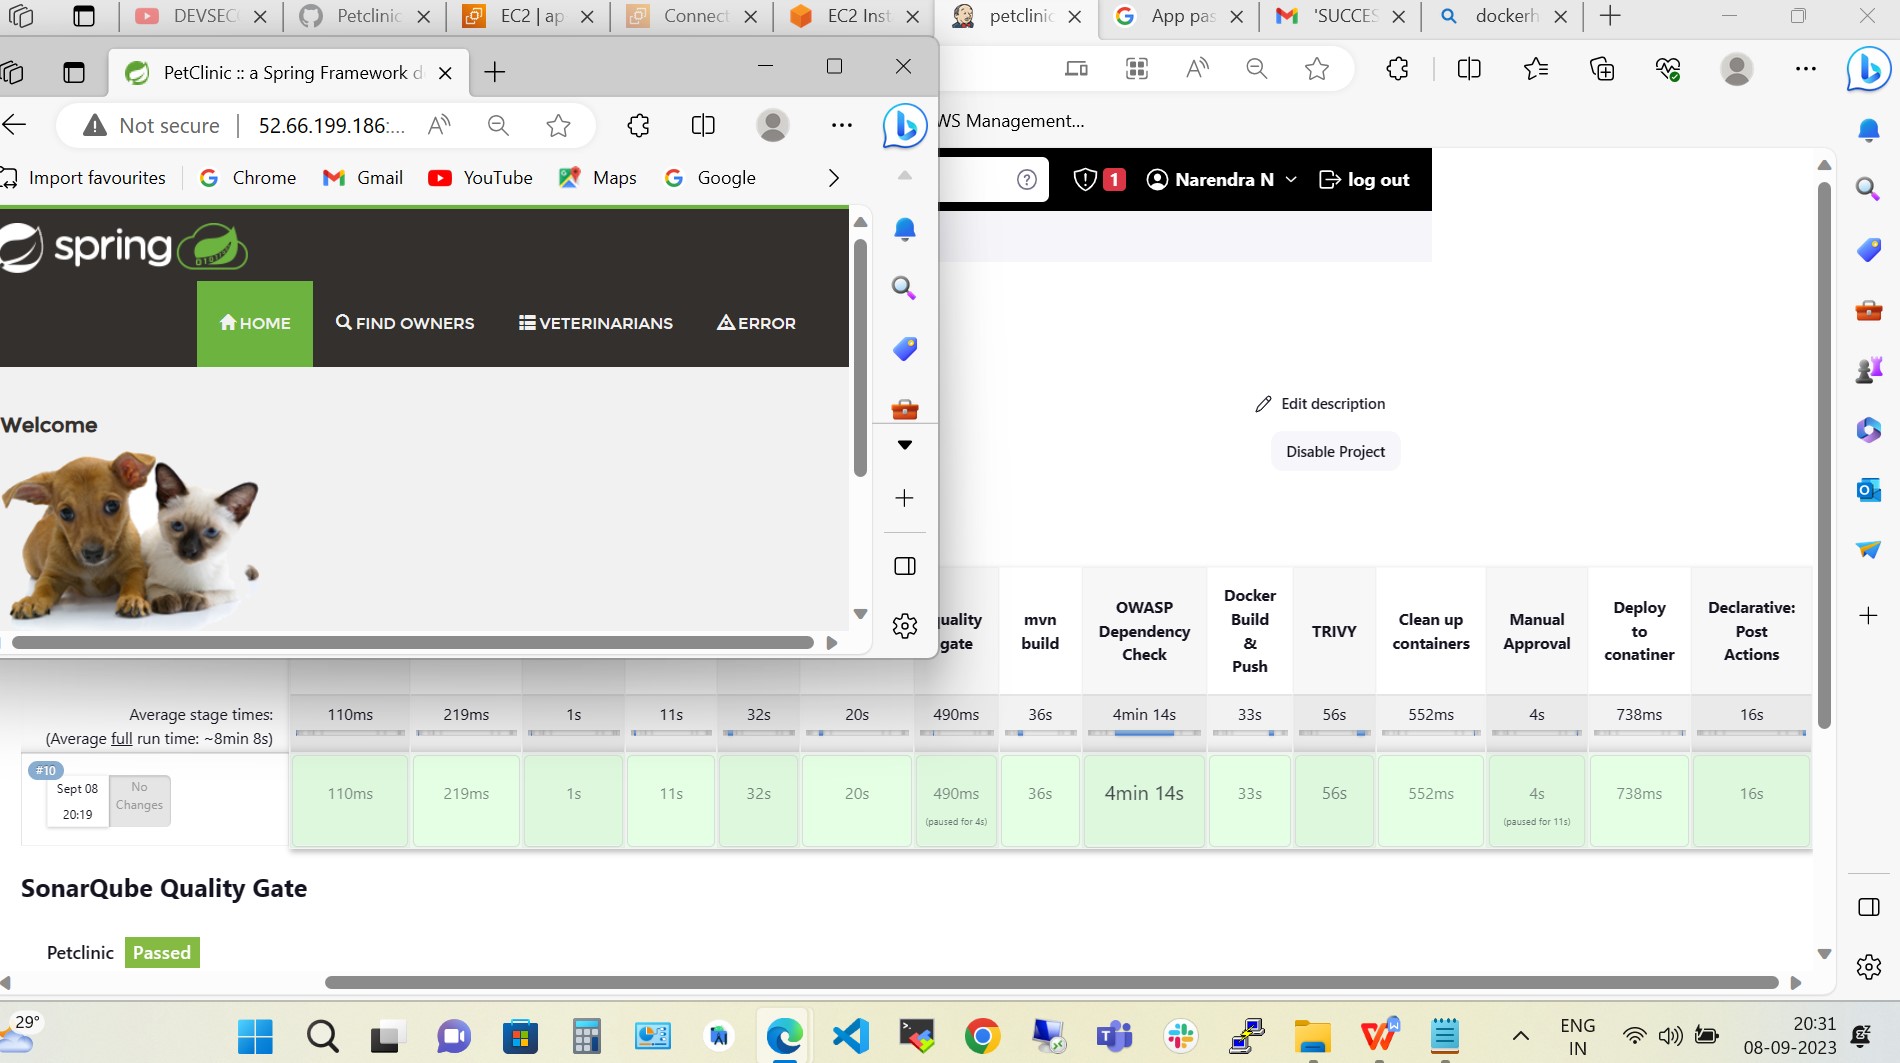 DEVSEC
Petclinic
EC2 | ap
Connect
EC2 Inst
petclinic
App pas
'SUCCES
dockerh
PetClinic :: a Spring Framework d
Not secure
52.66.199.186:...
WS Management...
Import favourites
Chrome
Gmail
YouTube
Maps
Google
1
Narendra N
log out
spring
HOME
FIND OWNERS
VETERINARIANS
ERROR
Welcome
Edit description
Disable Project
uality
gate
mvn
build
OWASP
Dependency
Check
Docker
Build
&
Push
TRIVY
Clean up
containers
Manual
Approval
Deploy
to
conatiner
Declarative:
Post
Actions
Average stage times:
(Average full run time: ~8min 8s)
110ms
219ms
1s
11s
32s
20s
490ms
36s
4min 14s
33s
56s
552ms
4s
738ms
16s
#10
Sept 08
20:19
No
Changes
110ms
219ms
1s
11s
32s
20s
490ms
(paused for 4s)
36s
4min 14s
33s
56s
552ms
4s
(paused for 11s)
738ms
16s
SonarQube Quality Gate
Petclinic Passed
29°
ENG
IN
20:31
08-09-2023